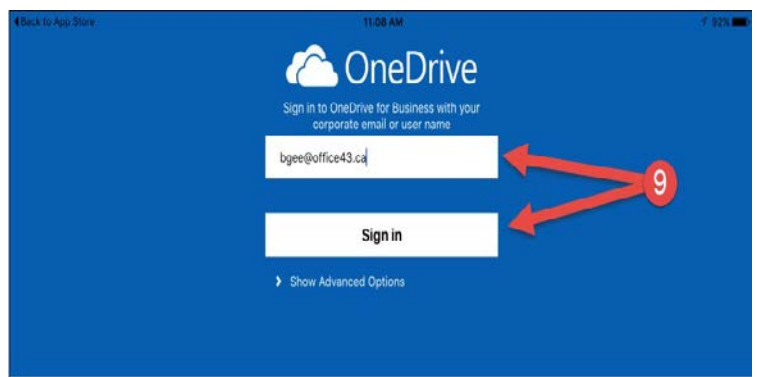 Back to App Store 11:08 AM 92%
OneDrive
Sign in to OneDrive for Business with your
corporate email or user name
bgee@office43.ca
9
Sign in
Show Advanced Options